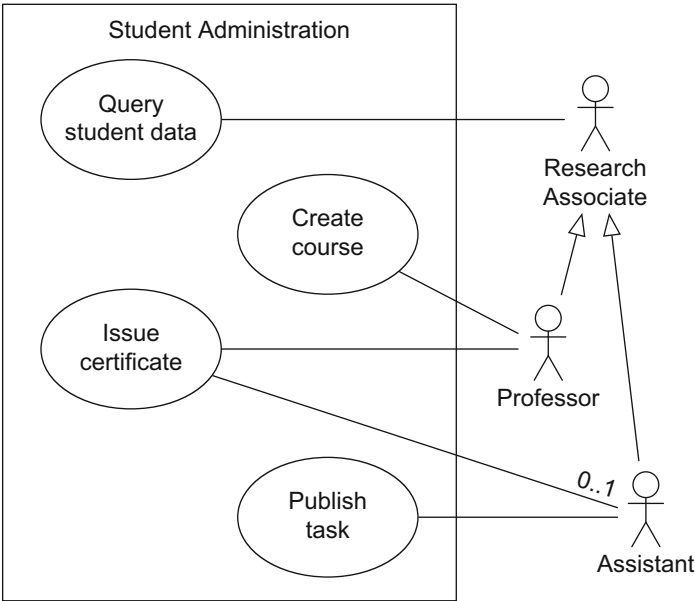 Student Administration
Query
student data
Research
Associate
Create
course
Issue
certificate
Professor
0..1
Publish
task
Assistant